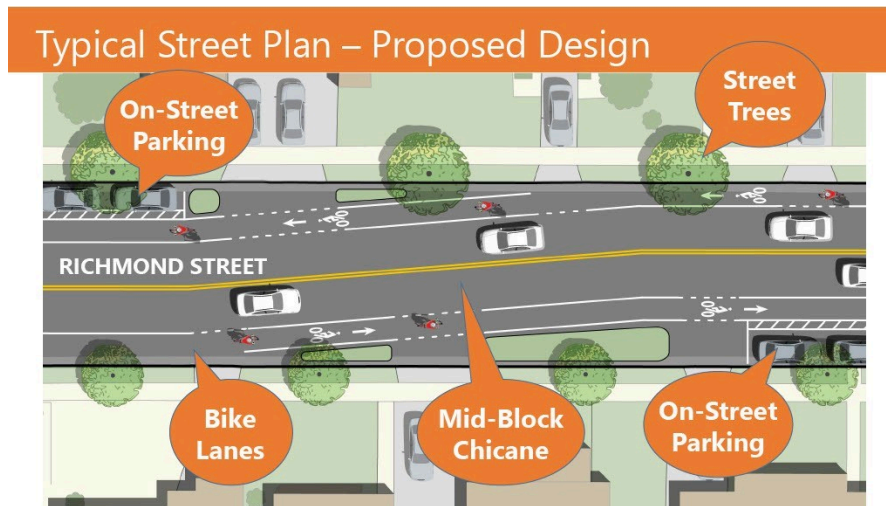 Typical Street Plan – Proposed Design
On-Street
Parking
Street
Trees
RICHMOND STREET
Bike
Lanes
Mid-Block
Chicane
On-Street
Parking